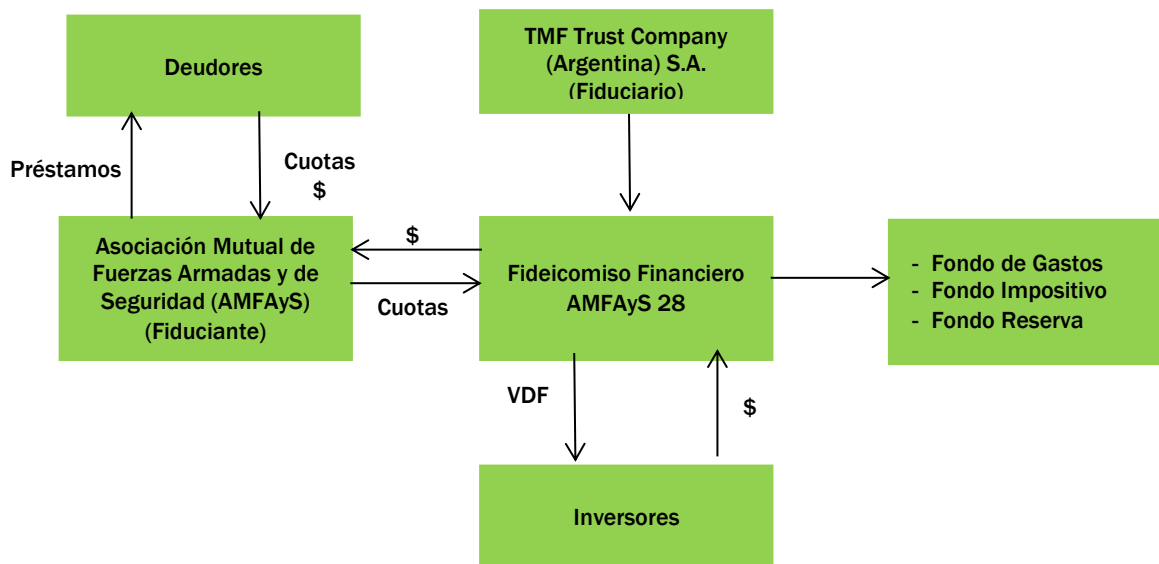 Deudores
TMF Trust Company
(Argentina) S.A.
(Fiduciario)
Préstamos
Cuotas
$
Asociación Mutual de
Fuerzas Armadas y de
Seguridad (AMFAyS)
(Fiduciante)
$
Cuotas
Fideicomiso Financiero
AMFAyS 28
- Fondo de Gastos
- Fondo Impositivo
- Fondo Reserva
VDF
$
Inversores